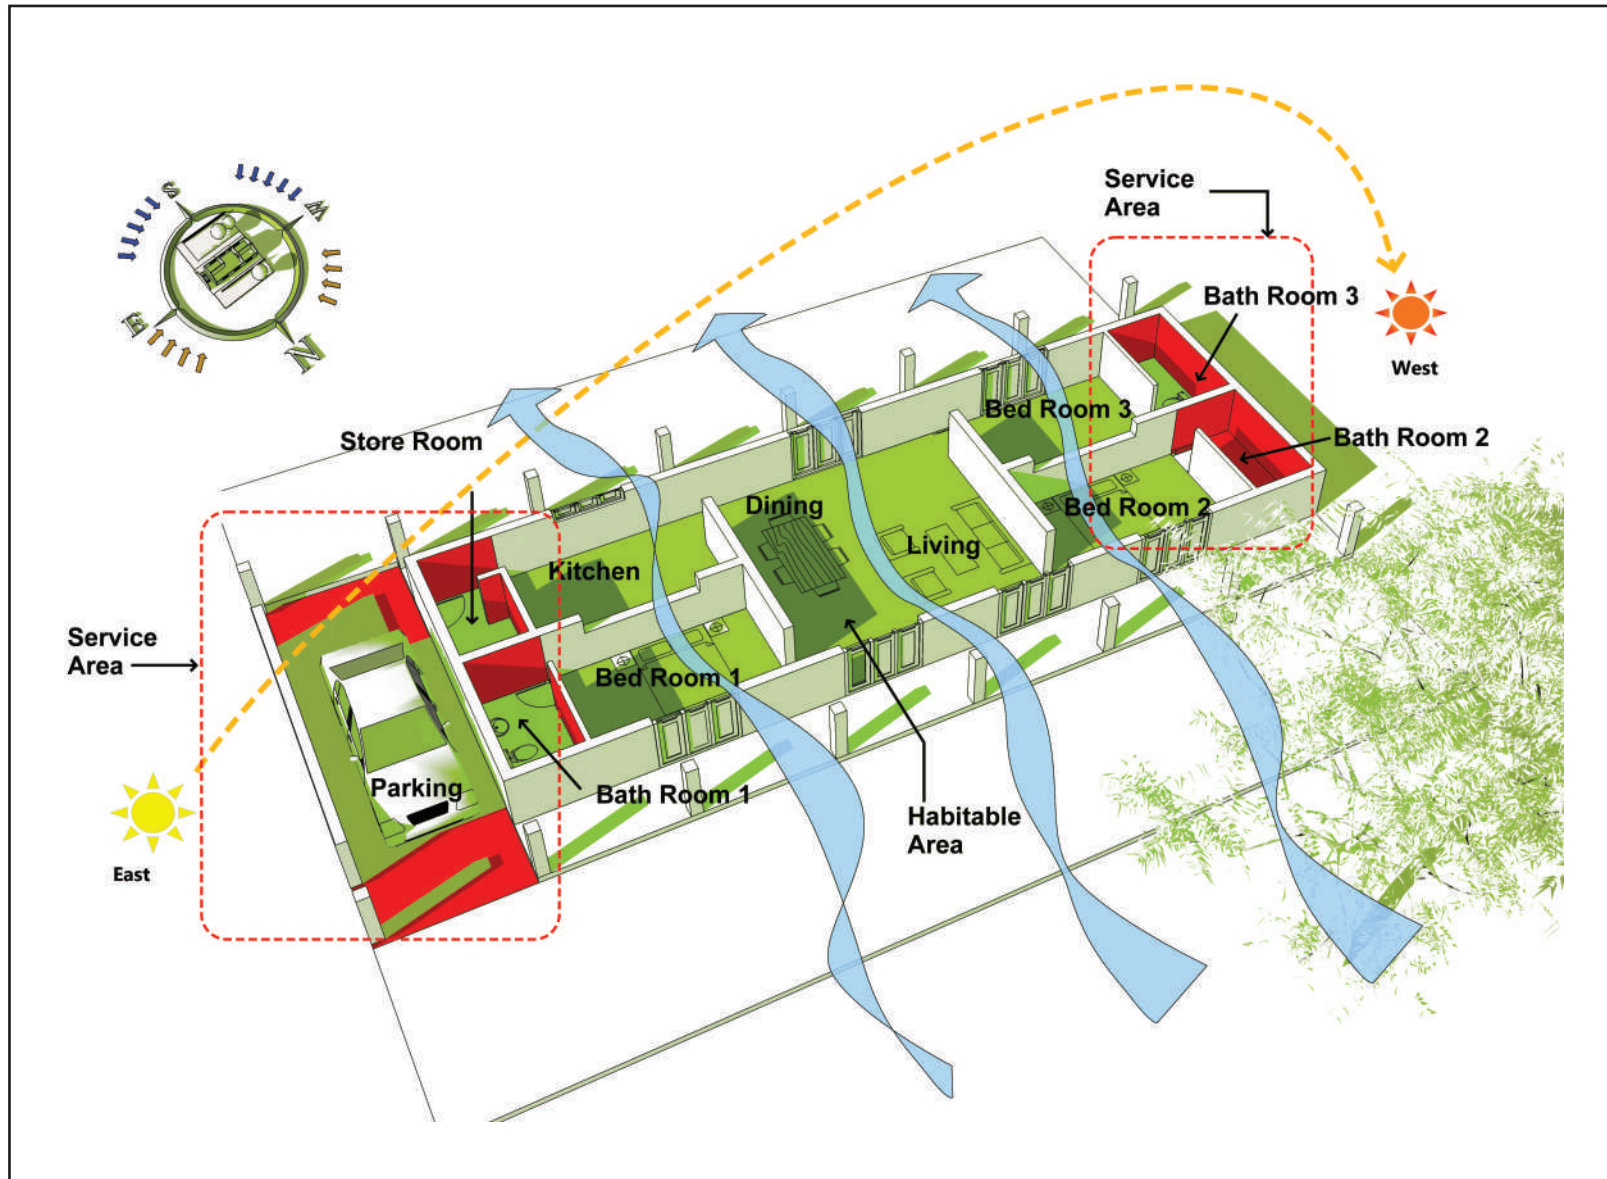 Service
Area
S
W
Bath Room 3
E
N
West
Bed Room 3
Store Room
Bath Room 2
Dining
Bed Room 2
Living
Kitchen
Service
Area
Bed Room 1
Parking
Bath Room 1
Habitable
Area
East